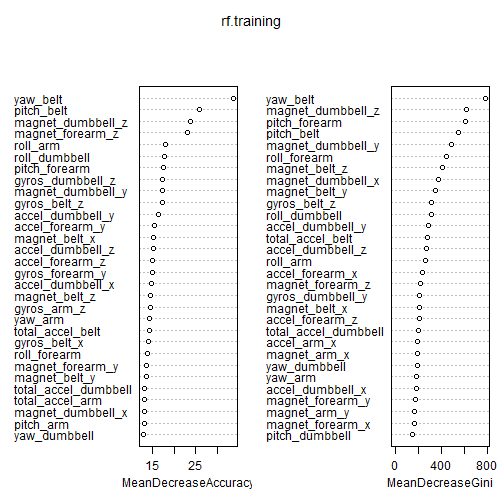 rf.training
yaw_belt
pitch_belt
magnet_dumbbell_z
magnet_forearm_z
roll_arm
roll_dumbbell
pitch_forearm
gyros_dumbbell_z
magnet_dumbbell_y
gyros_belt_z
accel_dumbbell_y
accel_forearm_y
magnet_belt_x
accel_dumbbell_z
accel_forearm_z
gyros_forearm_y
accel_dumbbell_x
magnet_belt_z
gyros_arm_z
yaw_arm
total_accel_belt
gyros_belt_x
roll_forearm
magnet_forearm_y
magnet_belt_y
total_accel_dumbbell
total_accel_arm
magnet_dumbbell_x
pitch_arm
yaw_dumbbell
15 25
MeanDecreaseAccuracy
yaw_belt
magnet_dumbbell_z
pitch_forearm
pitch_belt
magnet_dumbbell_y
roll_forearm
magnet_belt_z
magnet_dumbbell_x
magnet_belt_y
gyros_belt_z
roll_dumbbell
accel_dumbbell_y
total_accel_belt
accel_dumbbell_z
roll_arm
accel_forearm_x
magnet_forearm_z
gyros_dumbbell_y
magnet_belt_x
accel_forearm_z
total_accel_dumbbell
accel_arm_x
magnet_arm_x
yaw_dumbbell
yaw_arm
accel_dumbbell_x
magnet_forearm_y
magnet_arm_y
magnet_forearm_x
pitch_dumbbell
0 400 800
MeanDecreaseGini